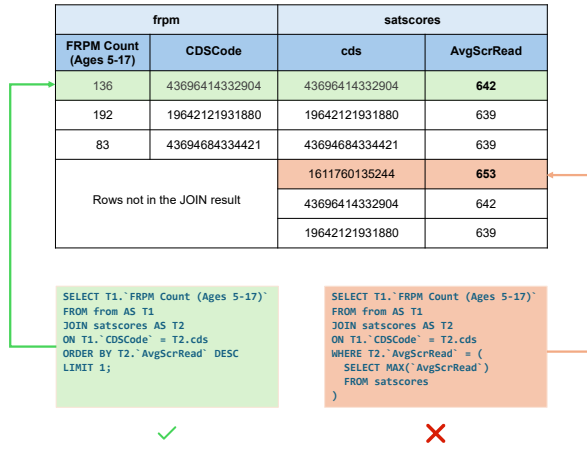 frpm satscores
FRPM Count
(Ages 5-17) CDSCode cds AvgScrRead
136 43696414332904 43696414332904 642
192 19642121931880 19642121931880 639
83 43694684334421 43694684334421 639
Rows not in the JOIN result
1611760135244 653
43696414332904 642
19642121931880 639
SELECT T1.`FRPM Count (Ages 5-17)`
FROM from AS T1
JOIN satscores AS T2
ON T1.`CDSCode` = T2.cds
ORDER BY T2.`AvgScrRead` DESC
LIMIT 1;
SELECT T1.`FRPM Count (Ages 5-17)`
FROM from AS T1
JOIN satscores AS T2
ON T1.`CDSCode` = T2.cds
WHERE T2.`AvgScrRead` = (
SELECT MAX(`AvgScrRead`)
FROM satscores
)